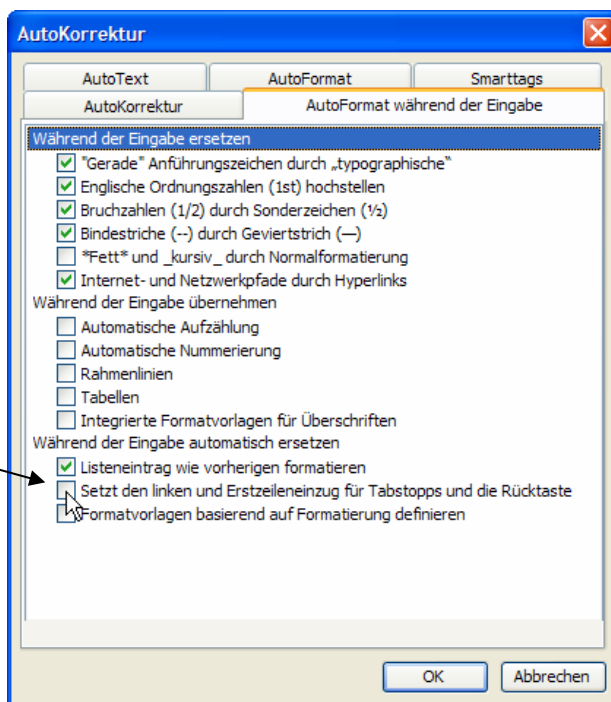 AutoKorrektur
AutoText
AutoFormat
Smarttags
AutoKorrektur
AutoFormat während der Eingabe
Während der Eingabe ersetzen
"Gerade" Anführungszeichen durch „typographische“
Englische Ordnungszahlen (1st) hochstellen
Bruchzahlen (1/2) durch Sonderzeichen (½)
Bindestriche (--) durch Geviertstrich (—)
*Fett* und _kursiv_ durch Normalformatierung
Internet- und Netzwerkpfade durch Hyperlinks
Während der Eingabe übernehmen
Automatische Aufzählung
Automatische Nummerierung
Rahmenlinien
Tabellen
Integrierte Formatvorlagen für Überschriften
Während der Eingabe automatisch ersetzen
Listeneintrag wie vorherigen formatieren
Setzt den linken und Erstzeileneinzug für Tabstopps und die Rücktaste
Formatvorlagen basierend auf Formatierung definieren
OK
Abbrechen